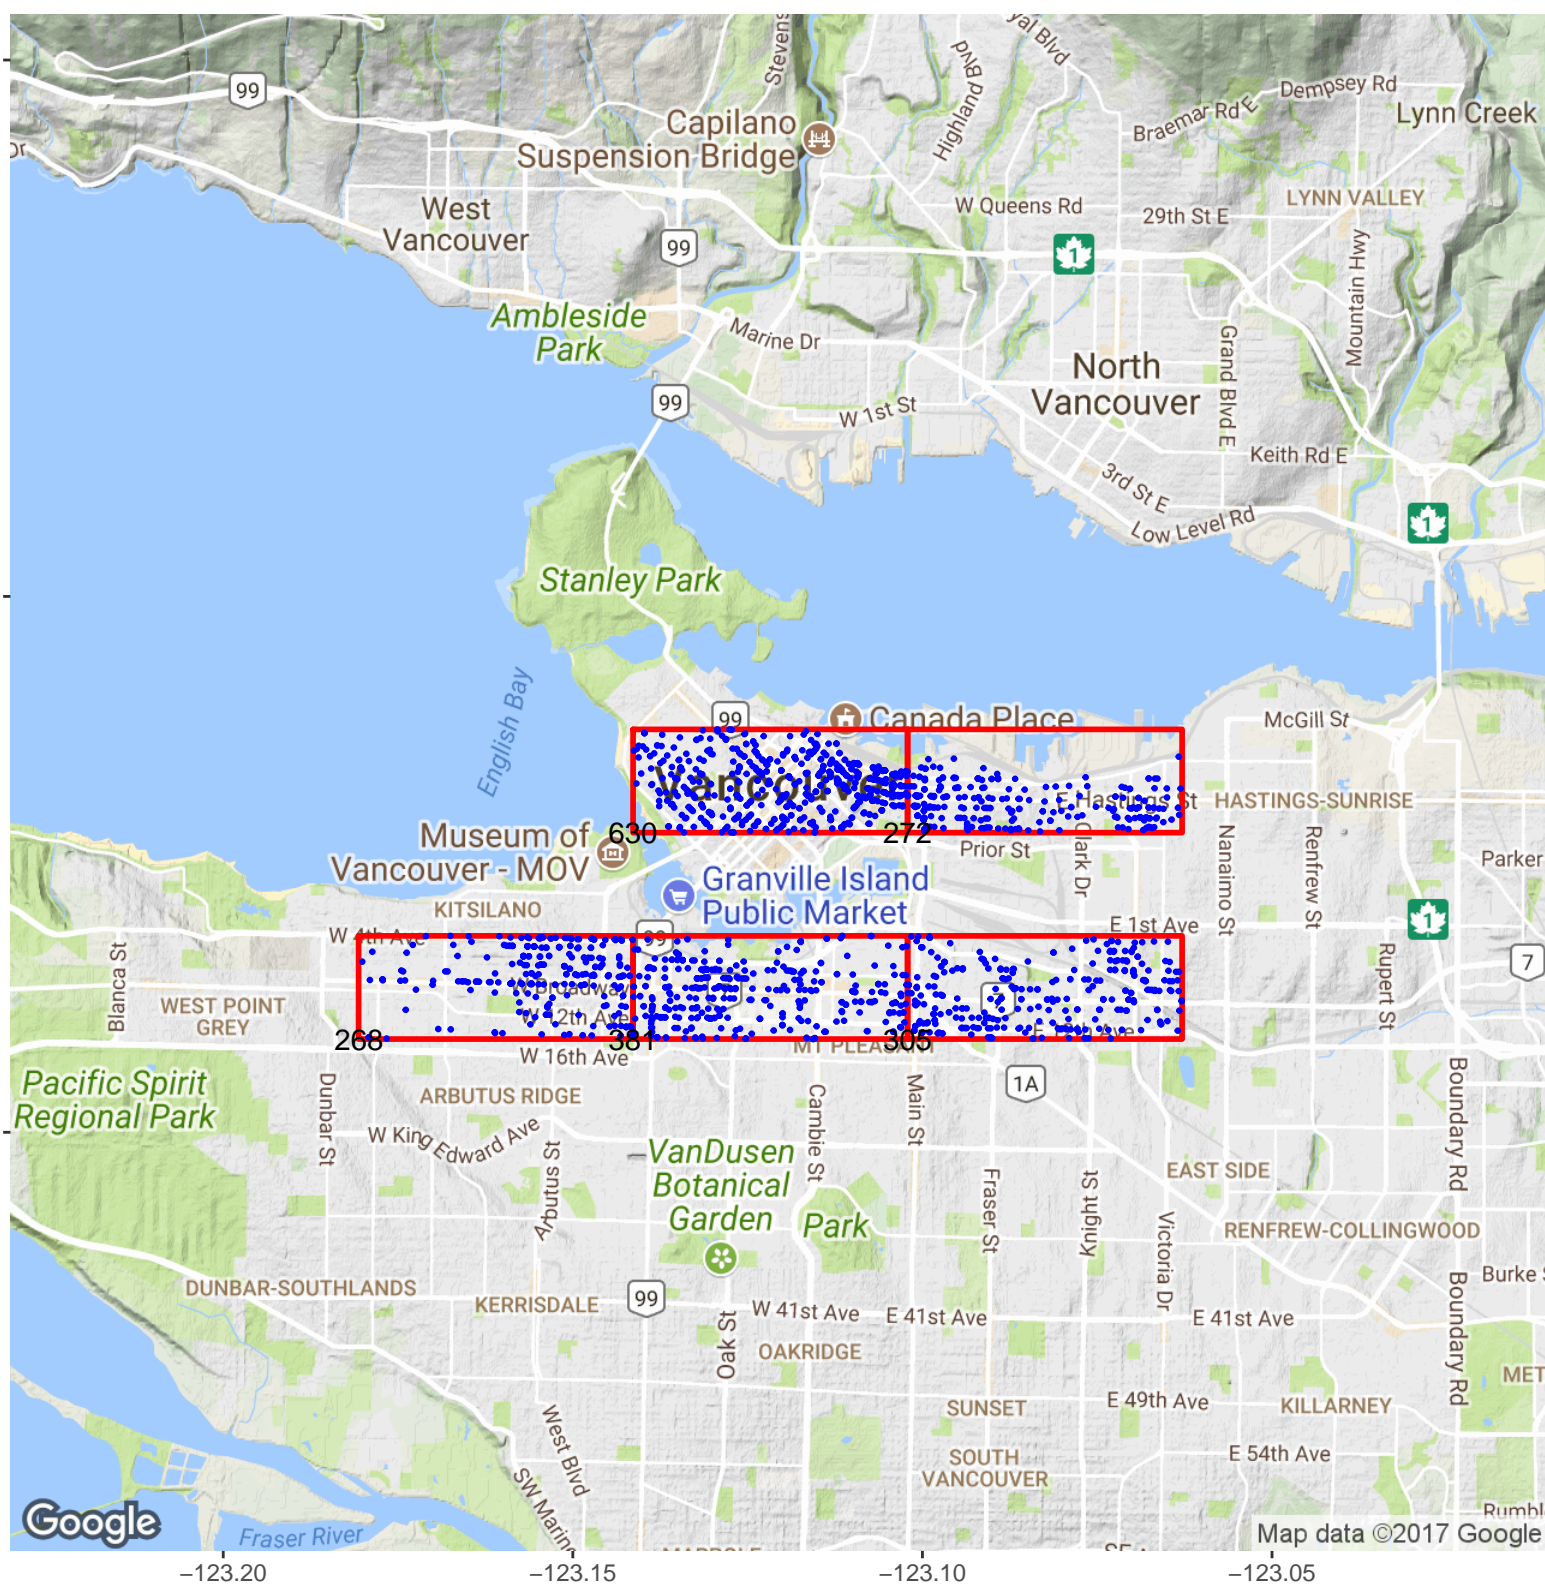 Stevens
yal Blvd
Highland Blvd
99
Dempsey Rd
Braemar Rd E
Lynn Creek
Capilano
Suspension Bridge
Dr
West
Vancouver
W Queens Rd
29th St E
LYNN VALLEY
99
1
Mountain Hwy
Ambleside
Park
Marine Dr
Grand Blvd E
North
Vancouver
99
W 1st St
Keith Rd E
3rd St E
Low Level Rd
1
Stanley Park
English Bay
99
Canada Place
McGill St
Vancouver
E Hastings St
HASTINGS-SUNRISE
630
272
Museum of
Vancouver - MOV
Prior St
Clark Dr
Nanaimo St
Renfrew St
Parker
Granville Island
Public Market
KITSILANO
W 4th Ave
99
E 1st Ave
1
7
Blanca St
Rupert St
W Broadway
WEST POINT
GREY
W 12th Ave
E 12th Ave
268
381
305
MT PLEASANT
W 16th Ave
1A
Pacific Spirit
Regional Park
Dunbar St
ARBUTUS RIDGE
Cambie St
Main St
Boundary Rd
W King Edward Ave
Arbutus St
VanDusen
Botanical
Garden
Park
Fraser St
Knight St
EAST SIDE
Victoria Dr
RENFREW-COLLINGWOOD
DUNBAR-SOUTHLANDS
KERRISDALE
99
Oak St
W 41st Ave
E 41st Ave
E 41st Ave
Burke S
Boundary Rd
OAKRIDGE
MET
West Blvd
SUNSET
E 49th Ave
KILLARNEY
SOUTH
VANCOUVER
E 54th Ave
SW Marine
Rumbl
Google
Fraser River
MARPOLE
Map data ©2017 Google
−123.20
−123.15
−123.10
−123.05